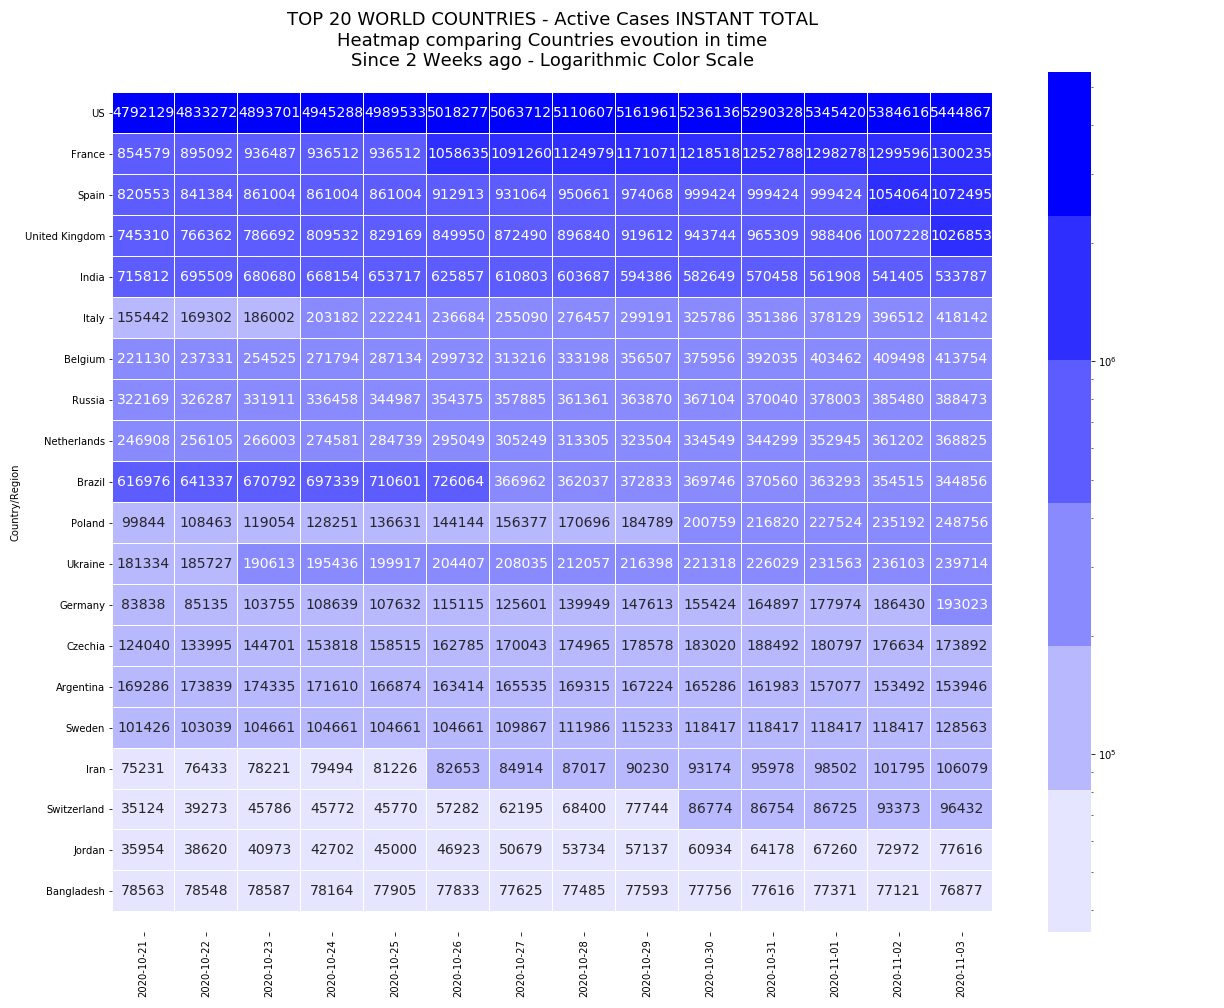 TOP 20 WORLD COUNTRIES - Active Cases INSTANT TOTAL
Heatmap comparing Countries evoution in time
Since 2 Weeks ago - Logarithmic Color Scale
Country/Region
US 4792129 4833272 4893701 4945288 4989533 5018277 5063712 5110607 5161961 5236136 5290328 5345420 5384616 5444867
France 854579 895092 936487 936512 936512 1058635 1091260 1124979 1171071 1218518 1252788 1298278 1299596 1300235
Spain 820553 841384 861004 861004 861004 912913 931064 950661 974068 999424 999424 999424 1054064 1072495
United Kingdom 745310 766362 786692 809532 829169 849950 872490 896840 919612 943744 965309 988406 1007228 1026853
India 715812 695509 680680 668154 653717 625857 610803 603687 594386 582649 570458 561908 541405 533787
Italy 155442 169302 186002 203182 222241 236684 255090 276457 299191 325786 351386 378129 396512 418142
Belgium 221130 237331 254525 271794 287134 299732 313216 333198 356507 375956 392035 403462 409498 413754
Russia 322169 326287 331911 336458 344987 354375 357885 361361 363870 367104 370040 378003 385480 388473
Netherlands 246908 256105 266003 274581 284739 295049 305249 313305 323504 334549 344299 352945 361202 368825
Brazil 616976 641337 670792 697339 710601 726064 366962 362037 372833 369746 370560 363293 354515 344856
Poland 99844 108463 119054 128251 136631 144144 156377 170696 184789 200759 216820 227524 235192 248756
Ukraine 181334 185727 190613 195436 199917 204407 208035 212057 216398 221318 226029 231563 236103 239714
Germany 83838 85135 103755 108639 107632 115115 125601 139949 147613 155424 164897 177974 186430 193023
Czechia 124040 133995 144701 153818 158515 162785 170043 174965 178578 183020 188492 180797 176634 173892
Argentina 169286 173839 174335 171610 166874 163414 165535 169315 167224 165286 161983 157077 153492 153946
Sweden 101426 103039 104661 104661 104661 104661 109867 111986 115233 118417 118417 118417 118417 128563
Iran 75231 76433 78221 79494 81226 82653 84914 87017 90230 93174 95978 98502 101795 106079
Switzerland 35124 39273 45786 45772 45770 57282 62195 68400 77744 86774 86754 86725 93373 96432
Jordan 35954 38620 40973 42702 45000 46923 50679 53734 57137 60934 64178 67260 72972 77616
Bangladesh 78563 78548 78587 78164 77905 77833 77625 77485 77593 77756 77616 77371 77121 76877
2020-10-21 2020-10-22 2020-10-23 2020-10-24 2020-10-25 2020-10-26 2020-10-27 2020-10-28 2020-10-29 2020-10-30 2020-10-31 2020-11-01 2020-11-02 2020-11-03
10⁶
10⁵